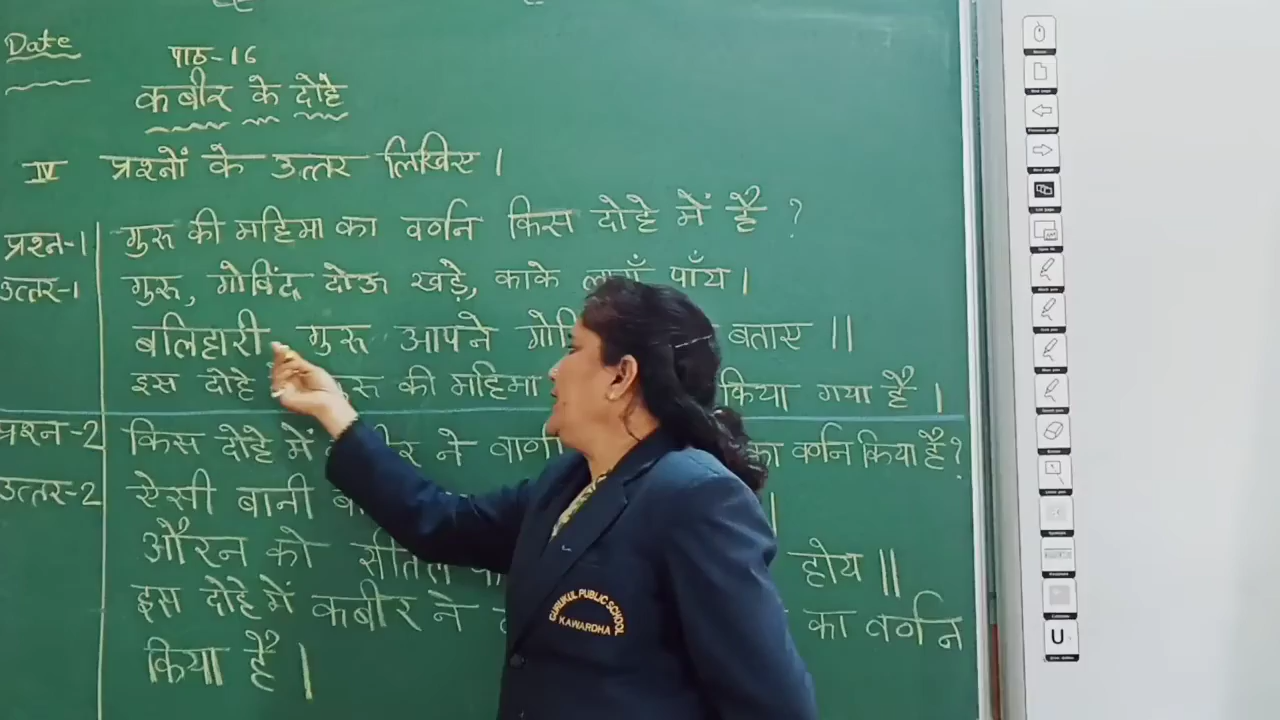 Date
पाठ-16
कबीर के दोहे
IV प्रश्नों के उत्तर लिखिए ।
प्रश्न-1 गुरू की महिमा का वर्णन किस दोहे में है ?
उत्तर-1 गुरू, गोविंद दोऊ खड़े, काके पाँय।
बलिहारी गुरू आपने बताए ||
इस दोहे की महिमा किया गया है ।
प्रश्न-2 किस दोहे में ने का वर्णन किया है?
उत्तर-2 ऐसी बानी |
औरन को होय ||
इस दोहे में कबीर ने का वर्णन
किया है |
GURUKUL PUBLIC SCHOOL
KAWARDHA
U